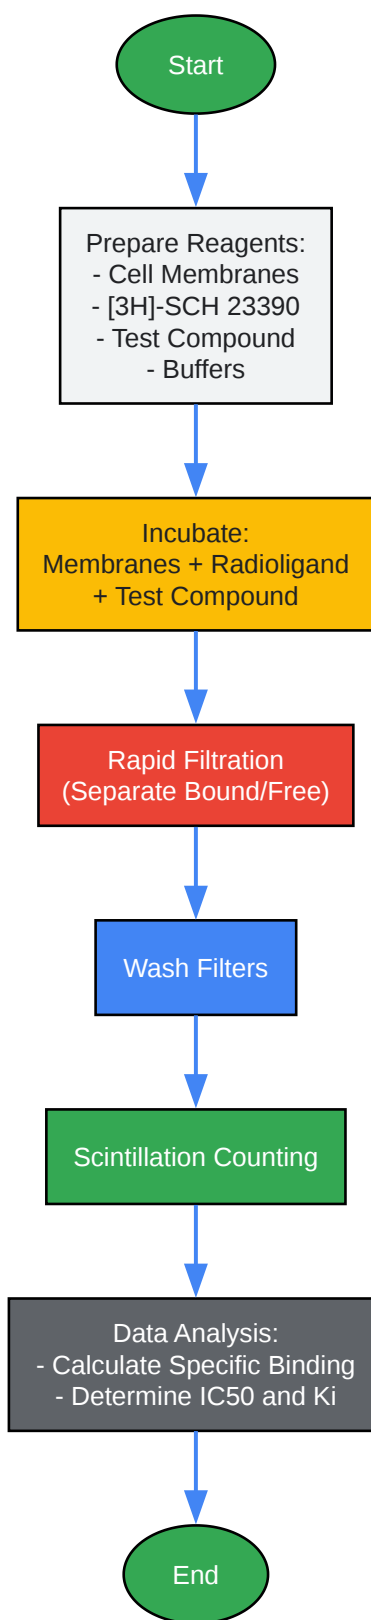 Start
Prepare Reagents:
- Cell Membranes
- [3H]-SCH 23390
- Test Compound
- Buffers
Incubate:
Membranes + Radioligand
+ Test Compound
Rapid Filtration
(Separate Bound/Free)
Wash Filters
Scintillation Counting
Data Analysis:
- Calculate Specific Binding
- Determine IC50 and Ki
End